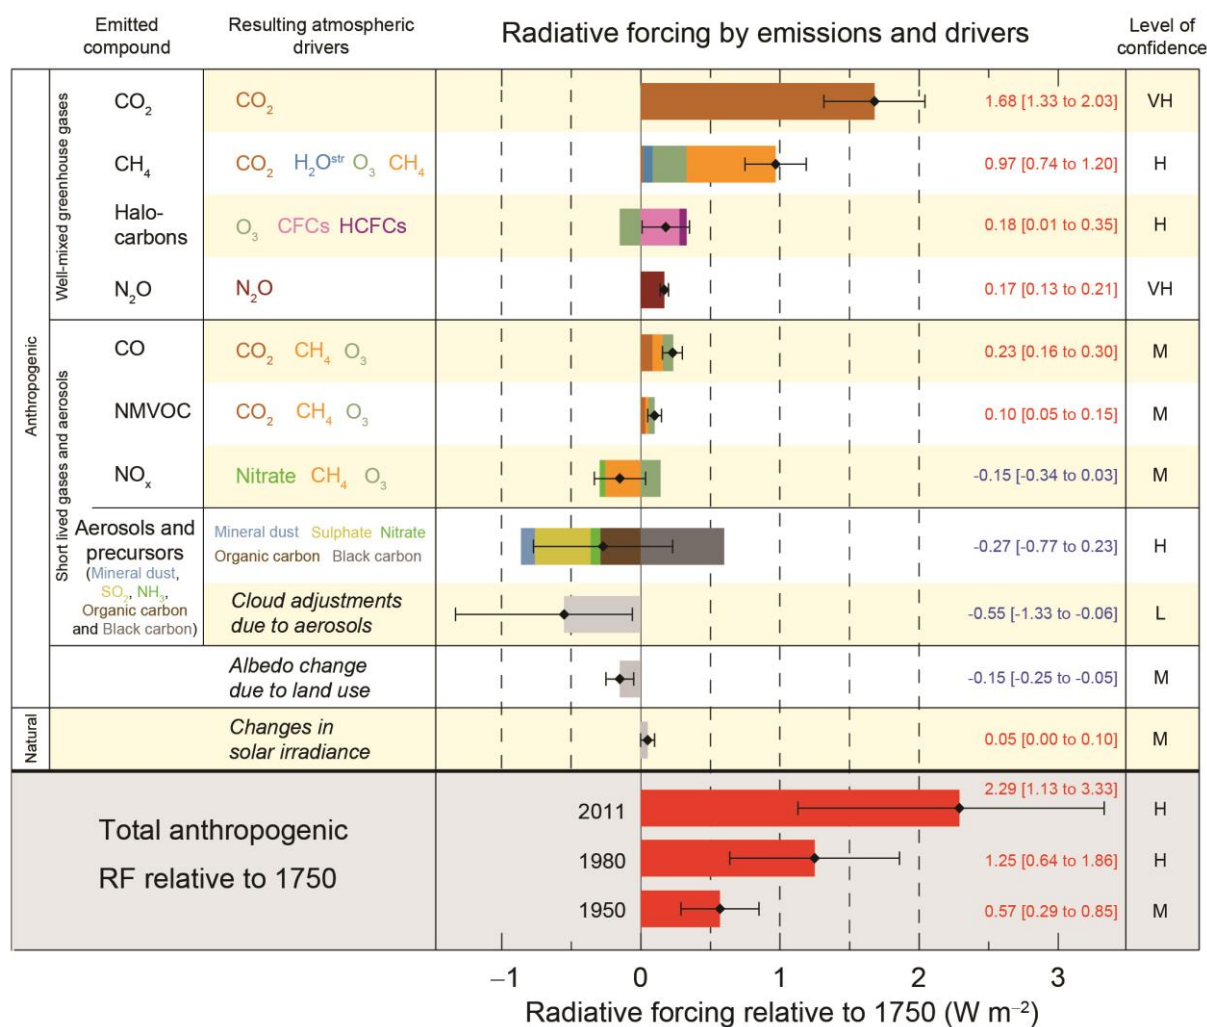 Emitted compound
Resulting atmospheric drivers
Radiative forcing by emissions and drivers
Level of confidence
Anthropogenic
Natural
Well-mixed greenhouse gases
Short lived gases and aerosols
CO₂ CO₂ 1.68 [1.33 to 2.03] VH
CH₄ CO₂ H₂Oˢᵗʳ O₃ CH₄ 0.97 [0.74 to 1.20] H
Halo-
carbons O₃ CFCs HCFCs 0.18 [0.01 to 0.35] H
N₂O N₂O 0.17 [0.13 to 0.21] VH
CO CO₂ CH₄ O₃ 0.23 [0.16 to 0.30] M
NMVOC CO₂ CH₄ O₃ 0.10 [0.05 to 0.15] M
NOₓ Nitrate CH₄ O₃ -0.15 [-0.34 to 0.03] M
Aerosols and
precursors
(Mineral dust,
SO₂, NH₃,
Organic carbon
and Black carbon)
Mineral dust Sulphate Nitrate
Organic carbon Black carbon
-0.27 [-0.77 to 0.23] H
Cloud adjustments
due to aerosols
-0.55 [-1.33 to -0.06] L
Albedo change
due to land use
-0.15 [-0.25 to -0.05] M
Changes in
solar irradiance
0.05 [0.00 to 0.10] M
Total anthropogenic
RF relative to 1750
2011 2.29 [1.13 to 3.33] H
1980 1.25 [0.64 to 1.86] H
1950 0.57 [0.29 to 0.85] M
−1 0 1 2 3
Radiative forcing relative to 1750 (W m⁻²)